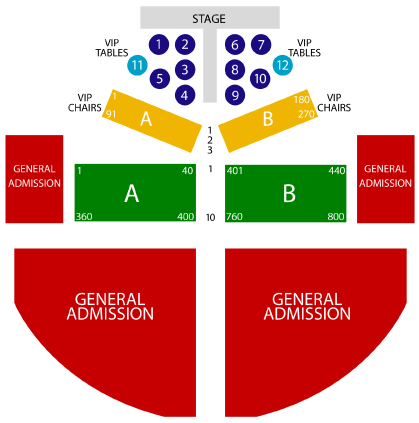 STAGE
VIP
TABLES
1
2
6
7
VIP
TABLES
11
5
3
8
10
12
4
9
VIP
CHAIRS
1
91
A
B
180
270
VIP
CHAIRS
1
2
3
GENERAL
ADMISSION
1
40
A
360
400
1
10
401
440
B
760
800
GENERAL
ADMISSION
GENERAL
ADMISSION
GENERAL
ADMISSION